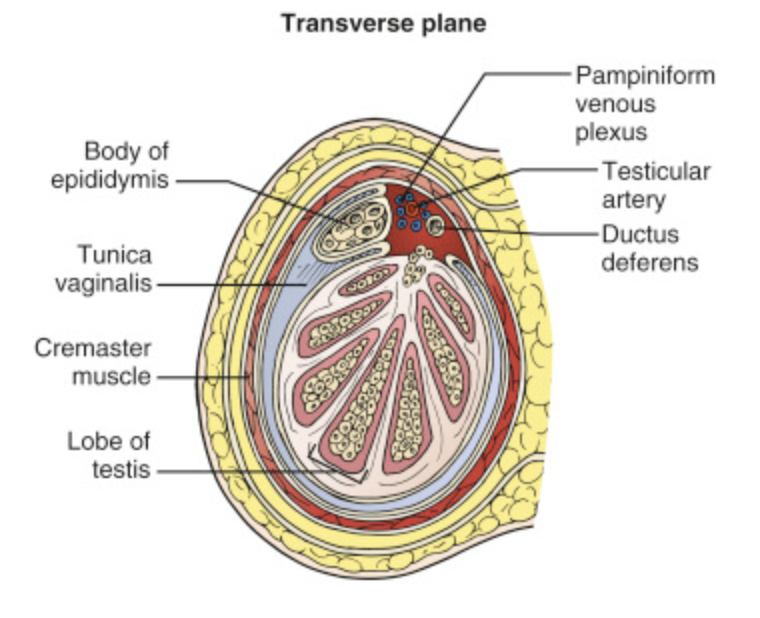 Transverse plane
Pampiniform
venous
plexus
Body of
epididymis
Testicular
artery
Ductus
deferens
Tunica
vaginalis
Cremaster
muscle
Lobe of
testis